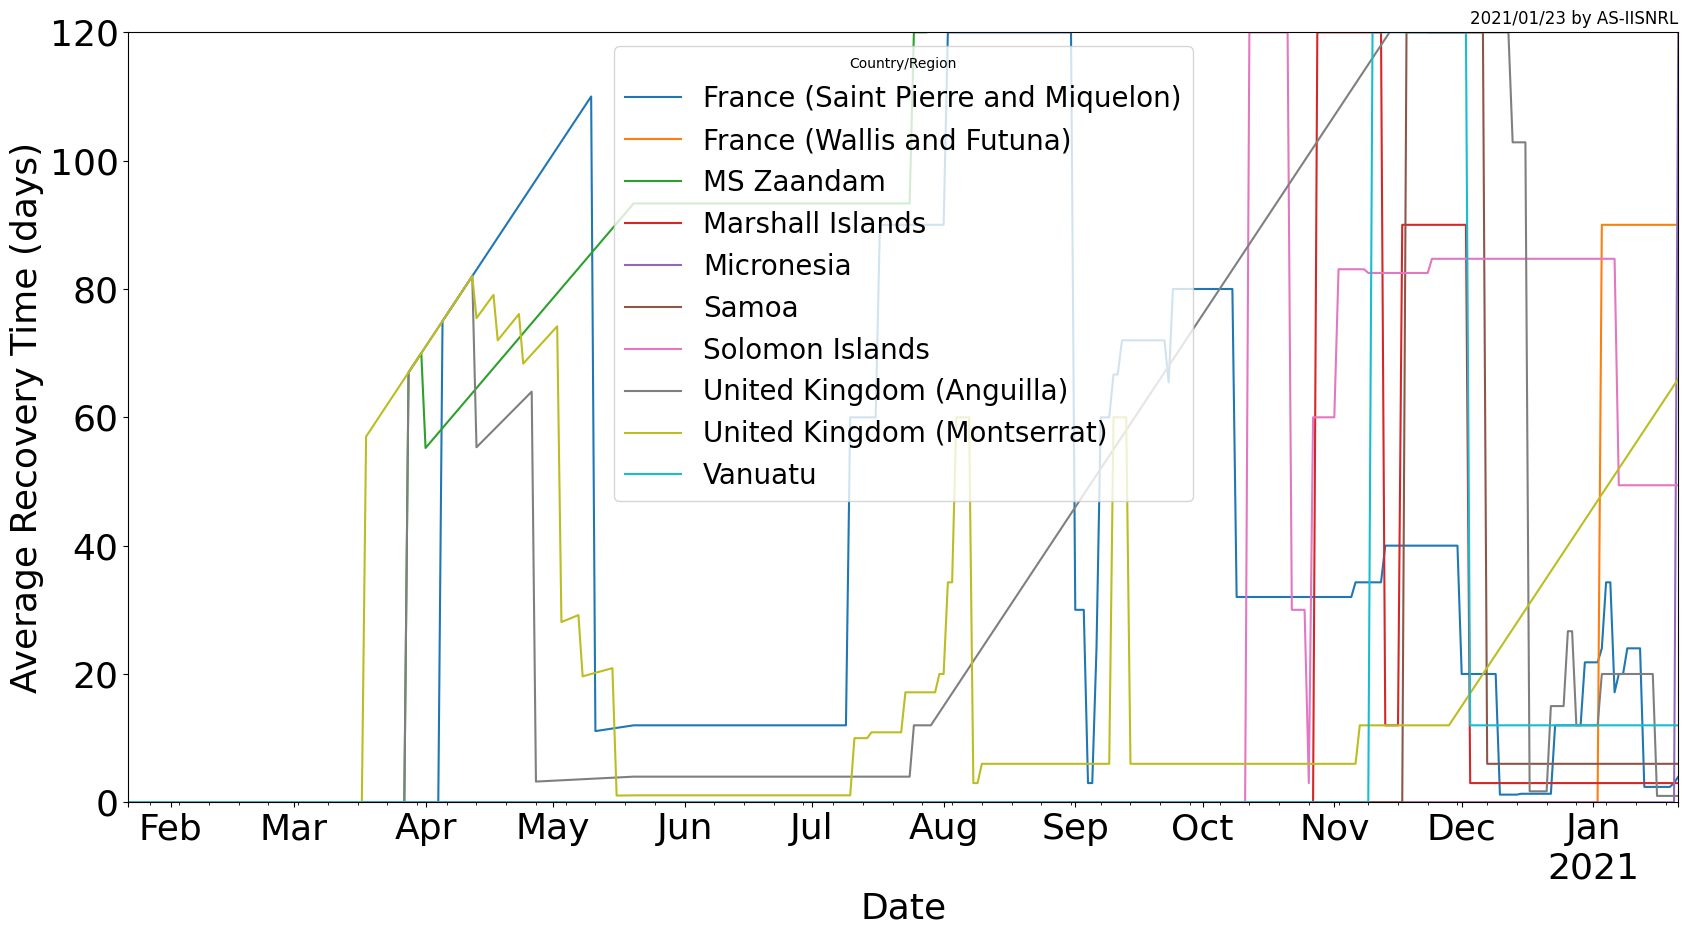 2021/01/23 by AS-IISNRL
Average Recovery Time (days)
120
100
80
60
40
20
0
Country/Region
France (Saint Pierre and Miquelon)
France (Wallis and Futuna)
MS Zaandam
Marshall Islands
Micronesia
Samoa
Solomon Islands
United Kingdom (Anguilla)
United Kingdom (Montserrat)
Vanuatu
Feb Mar Apr May Jun Jul Aug Sep Oct Nov Dec Jan
2021
Date